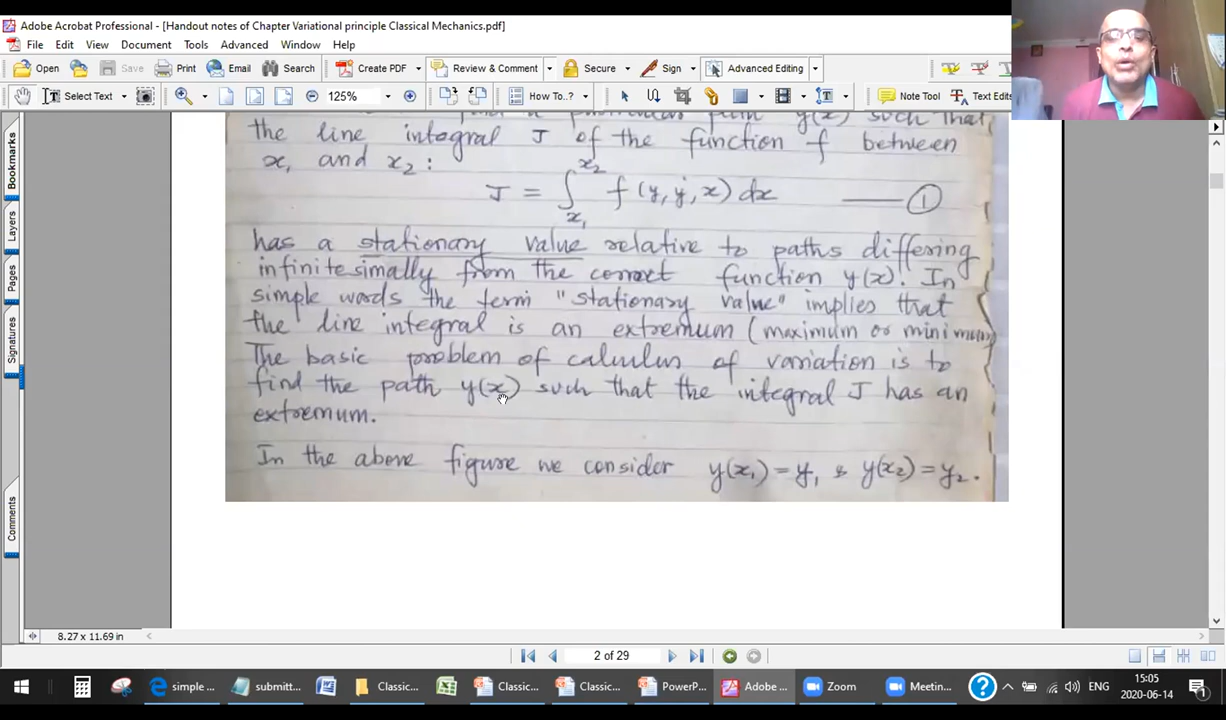 Adobe Acrobat Professional - [Handout notes of Chapter Variational principle Classical Mechanics.pdf]
File Edit View Document Tools Advanced Window Help
Open Save Print Email Search Create PDF Review & Comment Secure Sign Advanced Editing
Select Text 125% How To..? Note Tool Text Edits
y(x) such that
the line integral J of the function f between
x₁ and x₂ :
J = ∫ₓ₁ˣ² f(y, ẏ, x) dx —— ①
has a stationary value relative to paths differing
infinitesimally from the correct function y(x). In
simple words the term "stationary value" implies that
the line integral is an extremum (maximum or minimum
The basic problem of calculus of variation is to
find the path y(x) such that the integral J has an
extremum.
In the above figure we consider y(x₁) = y₁ & y(x₂) = y₂.
Bookmarks
Layers
Pages
Signatures
Comments
8.27 x 11.69 in
2 of 29
simple ... submitt... Classic... Classic... Classic... PowerP... Adobe ... Zoom Meetin... ENG 15:05
2020-06-14